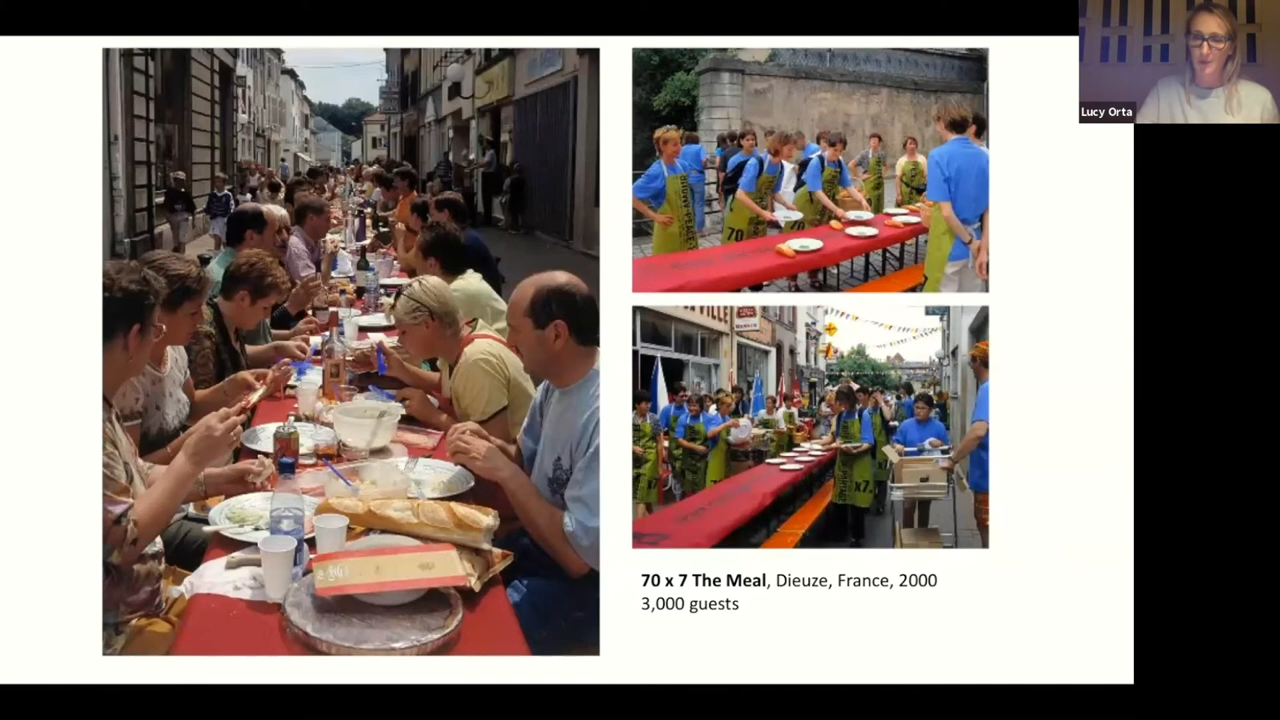 Lucy Orta
70
x7
70 x 7 The Meal, Dieuze, France, 2000
3,000 guests